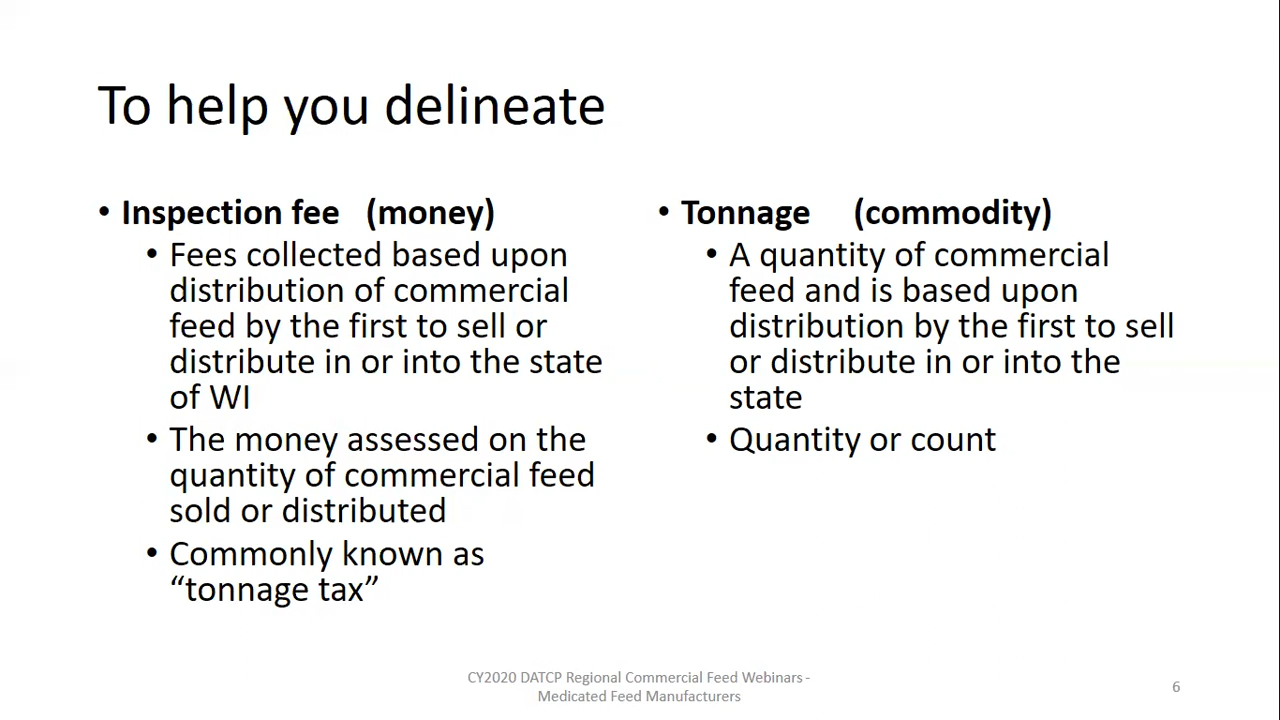 To help you delineate
• Inspection fee (money)
• Fees collected based upon
distribution of commercial
feed by the first to sell or
distribute in or into the state
of WI
• The money assessed on the
quantity of commercial feed
sold or distributed
• Commonly known as
“tonnage tax”
• Tonnage (commodity)
• A quantity of commercial
feed and is based upon
distribution by the first to sell
or distribute in or into the
state
• Quantity or count
CY2020 DATCP Regional Commercial Feed Webinars -
Medicated Feed Manufacturers
6